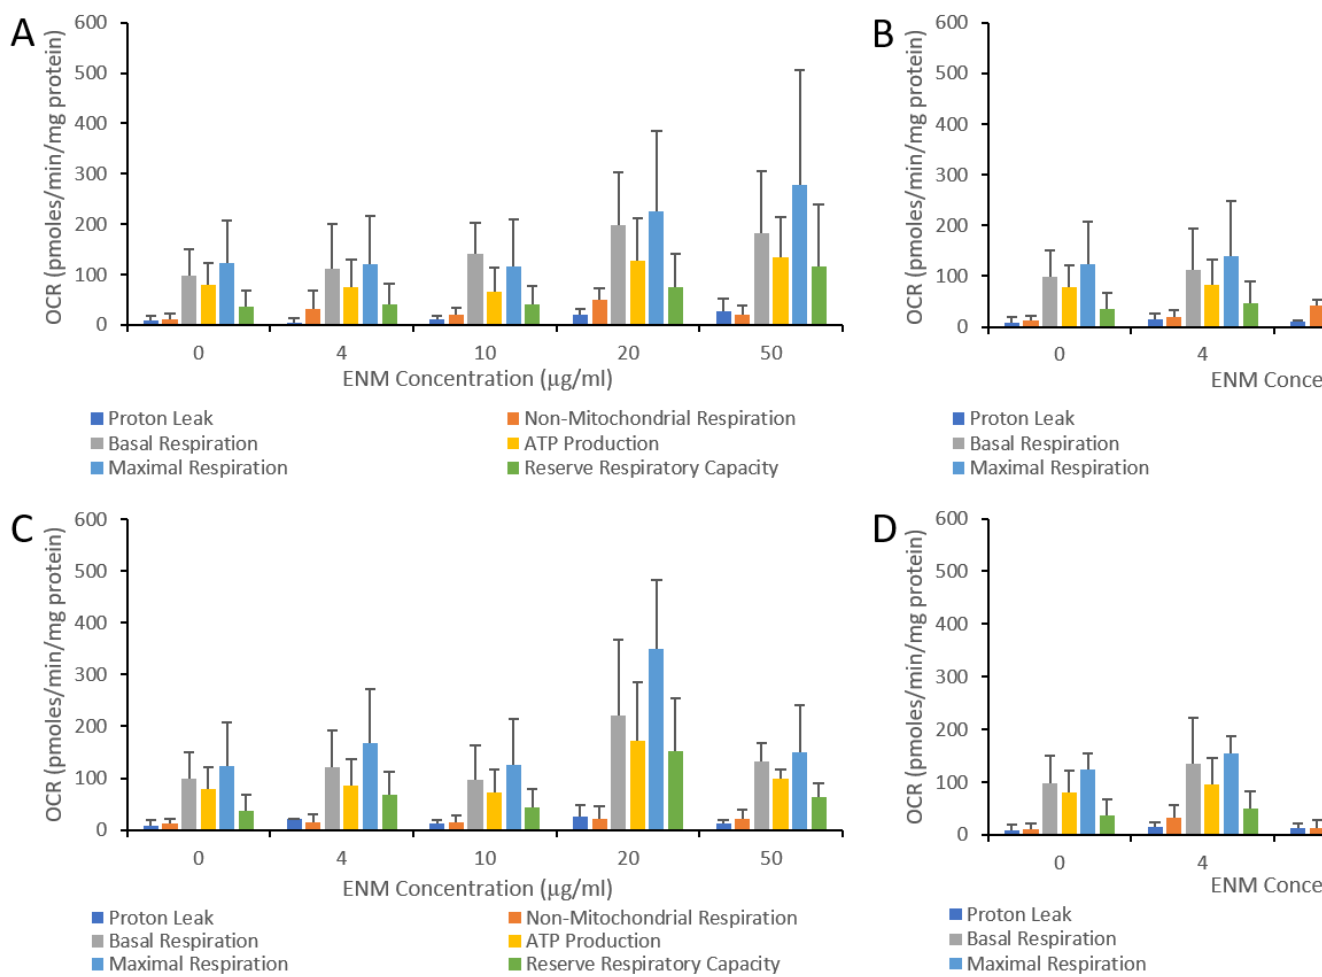 A
OCR (pmoles/min/mg protein)
600
500
400
300
200
100
0
0 4 10 20 50
ENM Concentration (μg/ml)
Proton Leak Non-Mitochondrial Respiration
Basal Respiration ATP Production
Maximal Respiration Reserve Respiratory Capacity
B
OCR (pmoles/min/mg protein)
600
500
400
300
200
100
0
0 4
ENM Conce
Proton Leak
Basal Respiration
Maximal Respiration
C
OCR (pmoles/min/mg protein)
600
500
400
300
200
100
0
0 4 10 20 50
ENM Concentration (μg/ml)
Proton Leak Non-Mitochondrial Respiration
Basal Respiration ATP Production
Maximal Respiration Reserve Respiratory Capacity
D
OCR (pmoles/min/mg protein)
600
500
400
300
200
100
0
0 4
ENM Conce
Proton Leak
Basal Respiration
Maximal Respiration